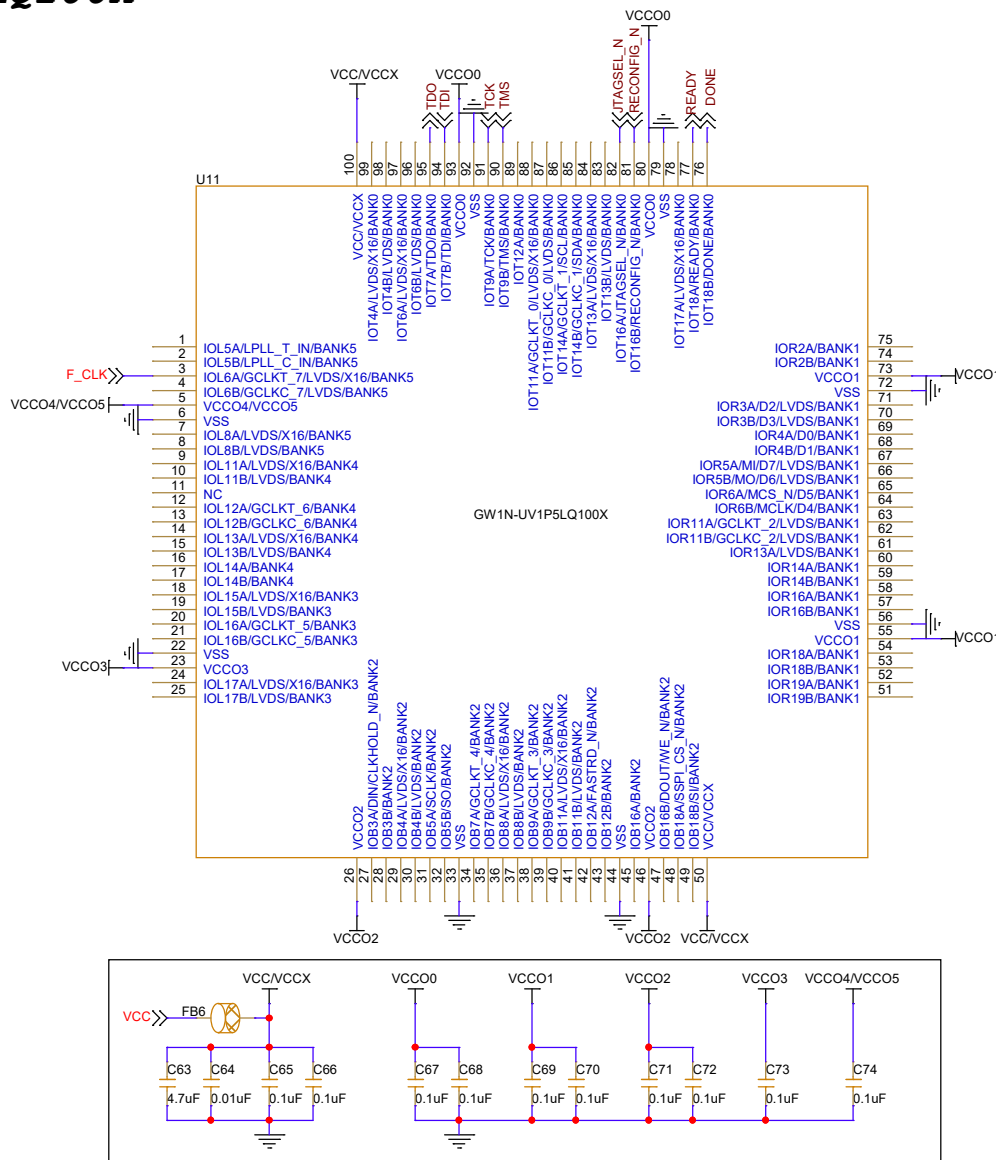 VCCO0
VCC/VCCX
VCCO0
TDO
TDI
TCK
TMS
JTAGSEL_N
RECONFIG_N
READY
DONE
100
99
98
97
96
95
94
93
92
91
90
89
88
87
86
85
84
83
82
81
80
79
78
77
76
U11
VCC/VCCX
IOT4A/LVDS/X16/BANK0
IOT4B/LVDS/BANK0
IOT6A/LVDS/X16/BANK0
IOT6B/LVDS/BANK0
IOT7A/TDO/BANK0
IOT7B/TDI/BANK0
VCCO0
VSS
IOT9A/TCK/BANK0
IOT9B/TMS/BANK0
IOT12A/BANK0
IOT11A/GCLKT_0/LVDS/X16/BANK0
IOT11B/GCLKC_0/LVDS/BANK0
IOT14A/GCLKT_1/SCL/BANK0
IOT14B/GCLKC_1/SDA/BANK0
IOT13A/LVDS/X16/BANK0
IOT13B/LVDS/BANK0
IOT16A/JTAGSEL_N/BANK0
IOT16B/RECONFIG_N/BANK0
VCCO0
VSS
IOT17A/LVDS/X16/BANK0
IOT18A/READY/BANK0
IOT18B/DONE/BANK0
1 IOL5A/LPLL_T_IN/BANK5
2 IOL5B/LPLL_C_IN/BANK5
F_CLK 3 IOL6A/GCLKT_7/LVDS/X16/BANK5
4 IOL6B/GCLKC_7/LVDS/BANK5
VCCO4/VCCO5 5 VCCO4/VCCO5
6 VSS
7 IOL8A/LVDS/X16/BANK5
8 IOL8B/LVDS/BANK5
9 IOL11A/LVDS/X16/BANK4
10 IOL11B/LVDS/BANK4
11 NC
12 IOL12A/GCLKT_6/BANK4
13 IOL12B/GCLKC_6/BANK4
14 IOL13A/LVDS/X16/BANK4
15 IOL13B/LVDS/BANK4
16 IOL14A/BANK4
17 IOL14B/BANK4
18 IOL15A/LVDS/X16/BANK3
19 IOL15B/LVDS/BANK3
20 IOL16A/GCLKT_5/BANK3
21 IOL16B/GCLKC_5/BANK3
22 VSS
VCCO3 23 VCCO3
24 IOL17A/LVDS/X16/BANK3
25 IOL17B/LVDS/BANK3
GW1N-UV1P5LQ100X
IOR2A/BANK1 75
IOR2B/BANK1 74
VCCO1 73 VCCO1
VSS 72
IOR3A/D2/LVDS/BANK1 71
IOR3B/D3/LVDS/BANK1 70
IOR4A/D0/BANK1 69
IOR4B/D1/BANK1 68
IOR5A/MI/D7/LVDS/BANK1 67
IOR5B/MO/D6/LVDS/BANK1 66
IOR6A/MCS_N/D5/BANK1 65
IOR6B/MCLK/D4/BANK1 64
IOR11A/GCLKT_2/LVDS/BANK1 63
IOR11B/GCLKC_2/LVDS/BANK1 62
IOR13A/LVDS/BANK1 61
IOR14A/BANK1 60
IOR14B/BANK1 59
IOR16A/BANK1 58
IOR16B/BANK1 57
VSS 56
VCCO1 55 VCCO1
IOR18A/BANK1 54
IOR18B/BANK1 53
IOR19A/BANK1 52
IOR19B/BANK1 51
VCCO2
IOB3A/DIN/CLKHOLD_N/BANK2
IOB3B/BANK2
IOB4A/LVDS/X16/BANK2
IOB4B/LVDS/BANK2
IOB5A/SCLK/BANK2
IOB5B/SO/BANK2
VSS
IOB7A/GCLKT_4/BANK2
IOB7B/GCLKC_4/BANK2
IOB8A/LVDS/X16/BANK2
IOB8B/LVDS/BANK2
IOB9A/GCLKT_3/BANK2
IOB9B/GCLKC_3/BANK2
IOB11A/LVDS/X16/BANK2
IOB11B/LVDS/BANK2
IOB12A/FASTRD_N/BANK2
IOB12B/BANK2
VSS
IOB16A/BANK2
VCCO2
IOB16B/DOUT/WE_N/BANK2
IOB18A/SSPI_CS_N/BANK2
IOB18B/SI/BANK2
VCC/VCCX
26
27
28
29
30
31
32
33
34
35
36
37
38
39
40
41
42
43
44
45
46
47
48
49
50
VCCO2
VCCO2
VCC/VCCX
VCC/VCCX
VCCO0
VCCO1
VCCO2
VCCO3
VCCO4/VCCO5
VCC
FB6
C63 C64 C65 C66 C67 C68 C69 C70 C71 C72 C73 C74
4.7uF 0.01uF 0.1uF 0.1uF 0.1uF 0.1uF 0.1uF 0.1uF 0.1uF 0.1uF 0.1uF 0.1uF